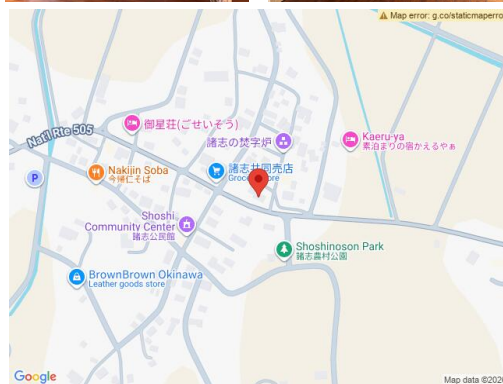 ⚠ Map error: g.co/staticmaperro
Nat'l Rte 505
御星荘(ごせいそう)
諸志の焚字炉
Kaeru-ya
素泊まりの宿かえるやぁ
諸志共同売店
Grocery store
Nakijin Soba
今帰仁そば
P
Shoshi
Community Center
諸志公民館
Shoshinoson Park
諸志農村公園
BrownBrown Okinawa
Leather goods store
Google
Map data ©2026